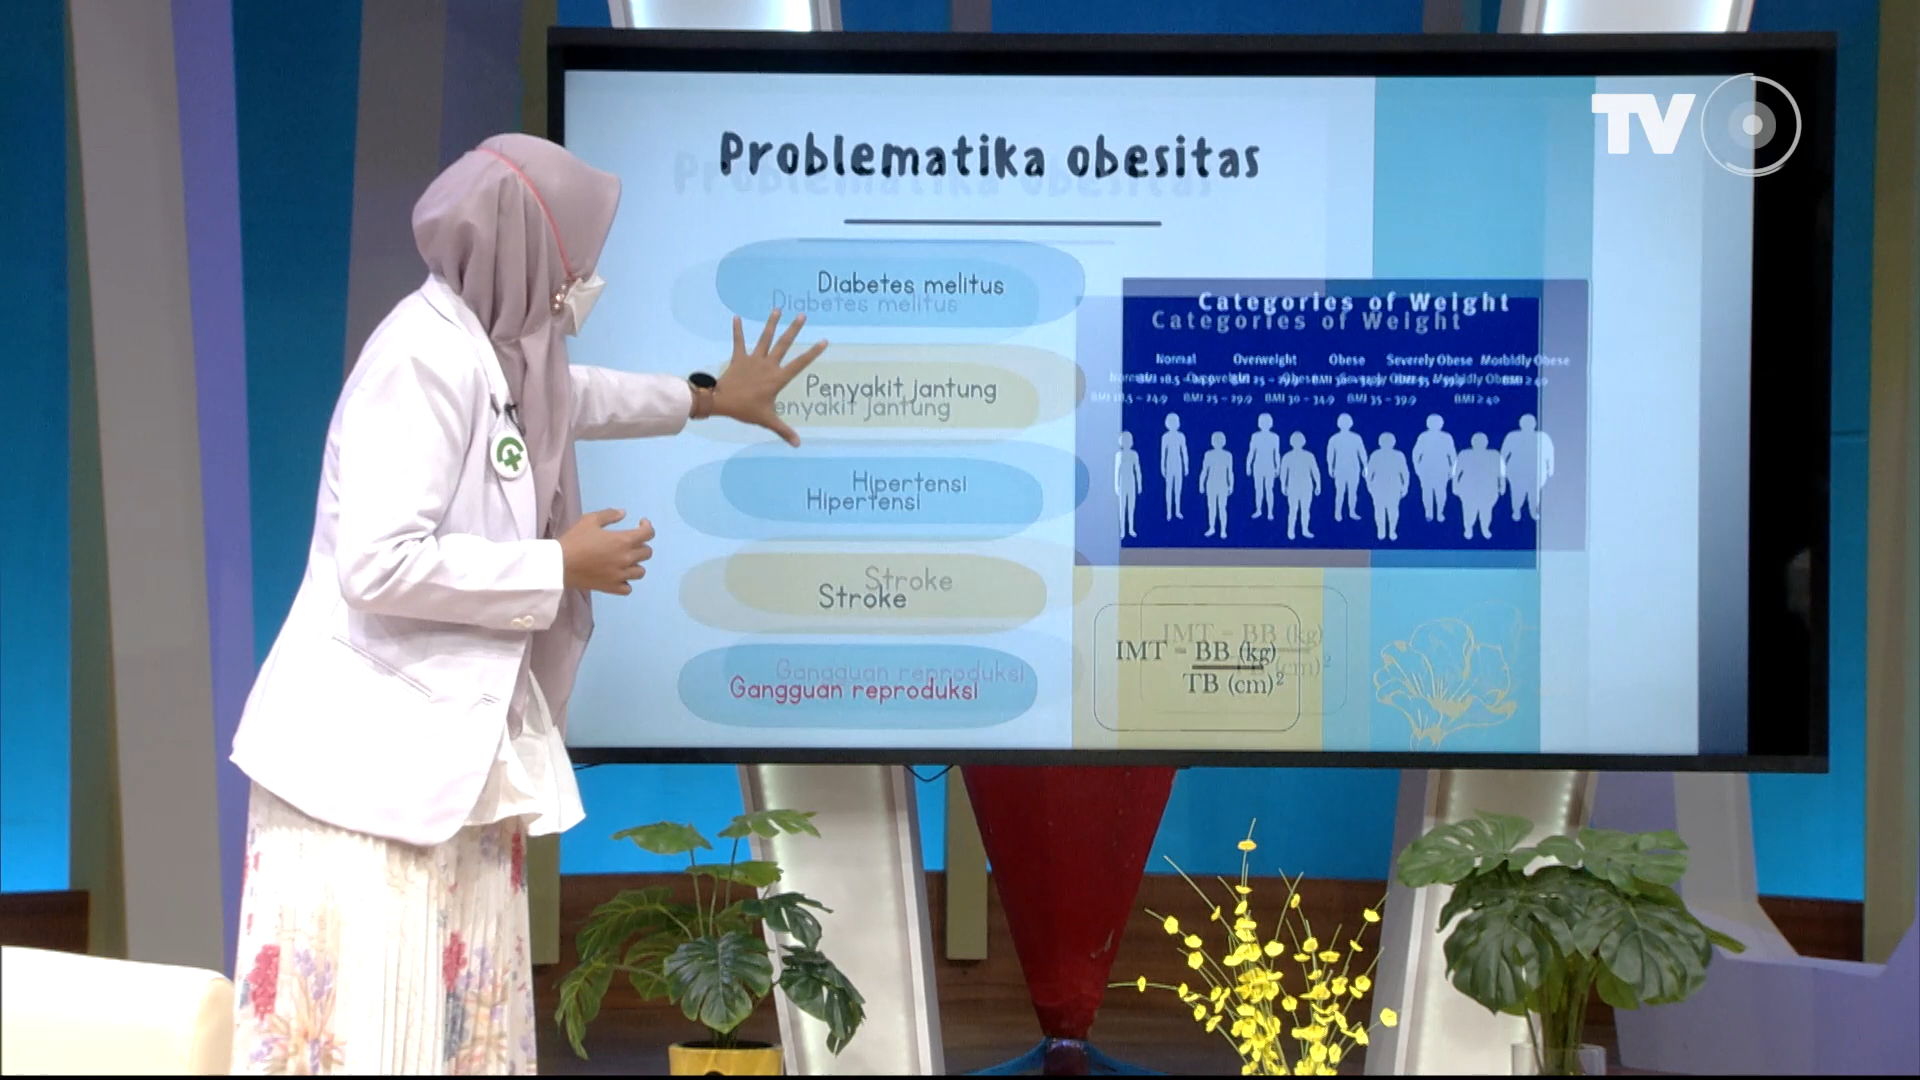 TV
Problematika obesitas
Diabetes melitus
Penyakit jantung
Hipertensi
Stroke
Gangguan reproduksi
Categories of Weight
Normal Overweight Obese Severely Obese Morbidly Obese
BMI 18.5 - 24.9 BMI 25 - 29.9 BMI 30 - 34.9 BMI 35 - 39.9 BMI ≥ 40
IMT = BB (kg)
TB (cm)²